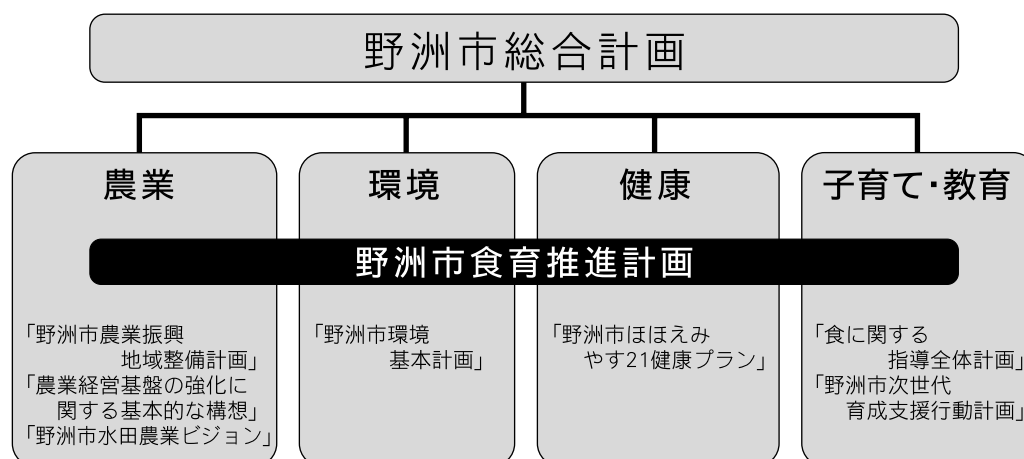 野洲市総合計画
農業
環境
健康
子育て・教育
野洲市食育推進計画
「野洲市農業振興
地域整備計画」
「農業経営基盤の強化に
関する基本的な構想」
「野洲市水田農業ビジョン」
「野洲市環境
基本計画」
「野洲市ほほえみ
やす21健康プラン」
「食に関する
指導全体計画」
「野洲市次世代
育成支援行動計画」